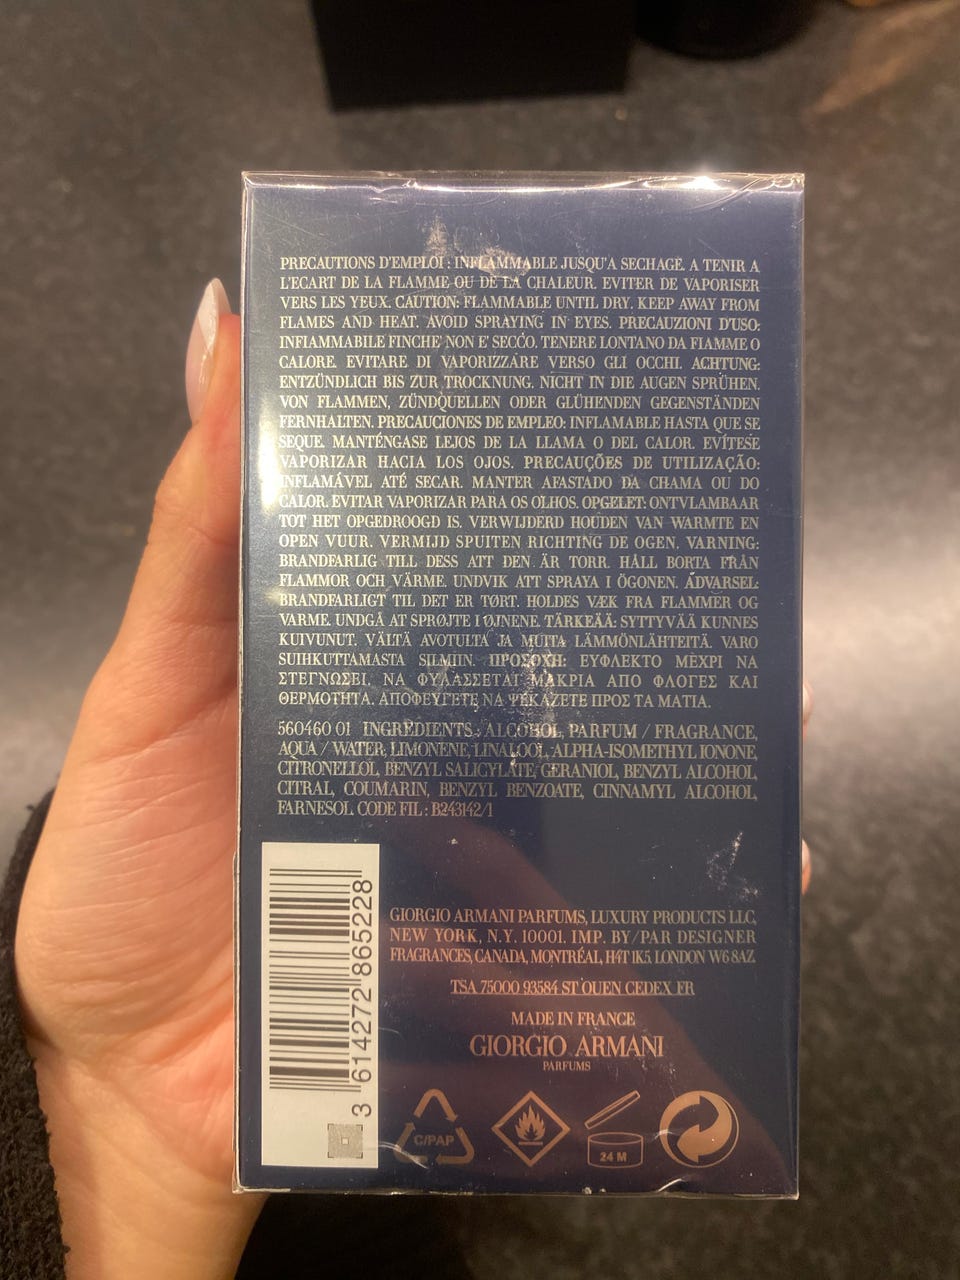 PRECAUTIONS D'EMPLOI : INFLAMMABLE JUSQU'A SECHAGE. A TENIR A
L'ECART DE LA FLAMME OU DE LA CHALEUR. EVITER DE VAPORISER
VERS LES YEUX. CAUTION: FLAMMABLE UNTIL DRY. KEEP AWAY FROM
FLAMES AND HEAT. AVOID SPRAYING IN EYES. PRECAUZIONI D'USO:
INFIAMMABILE FINCHE' NON E' SECCO. TENERE LONTANO DA FIAMME O
CALORE. EVITARE DI VAPORIZZARE VERSO GLI OCCHI. ACHTUNG:
ENTZÜNDLICH BIS ZUR TROCKNUNG. NICHT IN DIE AUGEN SPRÜHEN.
VON FLAMMEN, ZÜNDQUELLEN ODER GLÜHENDEN GEGENSTÄNDEN
FERNHALTEN. PRECAUCIONES DE EMPLEO: INFLAMABLE HASTA QUE SE
SEQUE. MANTÉNGASE LEJOS DE LA LLAMA O DEL CALOR. EVÍTESE
VAPORIZAR HACIA LOS OJOS. PRECAUÇÕES DE UTILIZAÇÃO:
INFLAMÁVEL ATÉ SECAR. MANTER AFASTADO DA CHAMA OU DO
CALOR. EVITAR VAPORIZAR PARA OS OLHOS. OPGELET: ONTVLAMBAAR
TOT HET OPGEDROOGD IS. VERWIJDERD HOUDEN VAN WARMTE EN
OPEN VUUR. VERMIJD SPUITEN RICHTING DE OGEN. VARNING:
BRANDFARLIG TILL DESS ATT DEN ÄR TORR. HÅLL BORTA FRÅN
FLAMMOR OCH VÄRME. UNDVIK ATT SPRAYA I ÖGONEN. ADVARSEL:
BRANDFARLIGT TIL DET ER TØRT. HOLDES VÆK FRA FLAMMER OG
VARME. UNDGÅ AT SPRØJTE I ØJNENE. TÄRKEÄÄ: SYTTYVÄÄ KUNNES
KUIVUNUT. VÄLTÄ AVOTULTA JA MUITA LÄMMÖNLÄHTEITÄ. VARO
SUIHKUTTAMASTA SILMIIN. ΠΡΟΣΟΧΗ: ΕΥΦΛΕΚΤΟ ΜΕΧΡΙ ΝΑ
ΣΤΕΓΝΩΣΕΙ. ΝΑ ΦΥΛΑΣΣΕΤΑΙ ΜΑΚΡΙΑ ΑΠΟ ΦΛΟΓΕΣ ΚΑΙ
ΘΕΡΜΟΤΗΤΑ. ΑΠΟΦΕΥΓΕΤΕ ΝΑ ΨΕΚΑΖΕΤΕ ΠΡΟΣ ΤΑ ΜΑΤΙΑ.
560460 01 INGREDIENTS : ALCOHOL, PARFUM / FRAGRANCE,
AQUA / WATER, LIMONENE, LINALOOL, ALPHA-ISOMETHYL IONONE,
CITRONELLOL, BENZYL SALICYLATE, GERANIOL, BENZYL ALCOHOL,
CITRAL, COUMARIN, BENZYL BENZOATE, CINNAMYL ALCOHOL,
FARNESOL. CODE FIL : B243142/1
3 614272 865228
GIORGIO ARMANI PARFUMS, LUXURY PRODUCTS LLC,
NEW YORK, N.Y. 10001. IMP. BY/PAR DESIGNER
FRAGRANCES, CANADA, MONTRÉAL, H4T 1K5. LONDON W6 8AZ
TSA 75000 93584 ST OUEN CEDEX FR
MADE IN FRANCE
GIORGIO ARMANI
PARFUMS
C/PAP
24 M